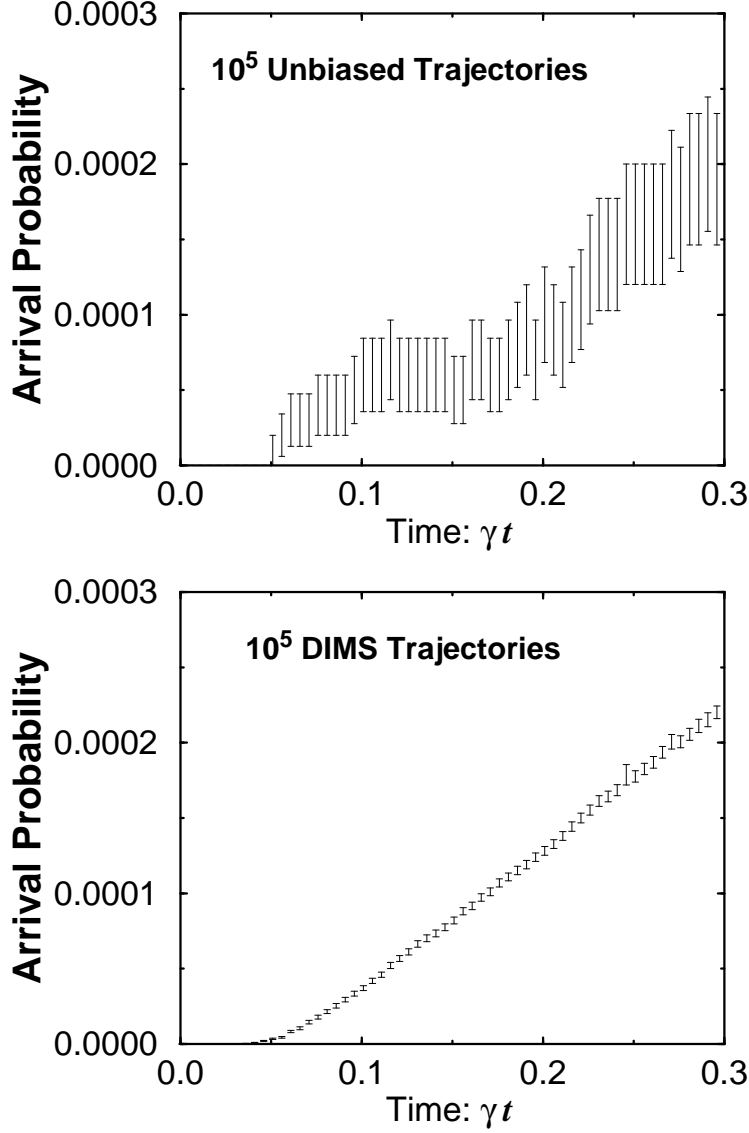 0.0003
10⁵ Unbiased Trajectories
0.0002
Arrival Probability
0.0001
0.0000
0.0 0.1 0.2 0.3
Time: γt
0.0003
10⁵ DIMS Trajectories
0.0002
Arrival Probability
0.0001
0.0000
0.0 0.1 0.2 0.3
Time: γt